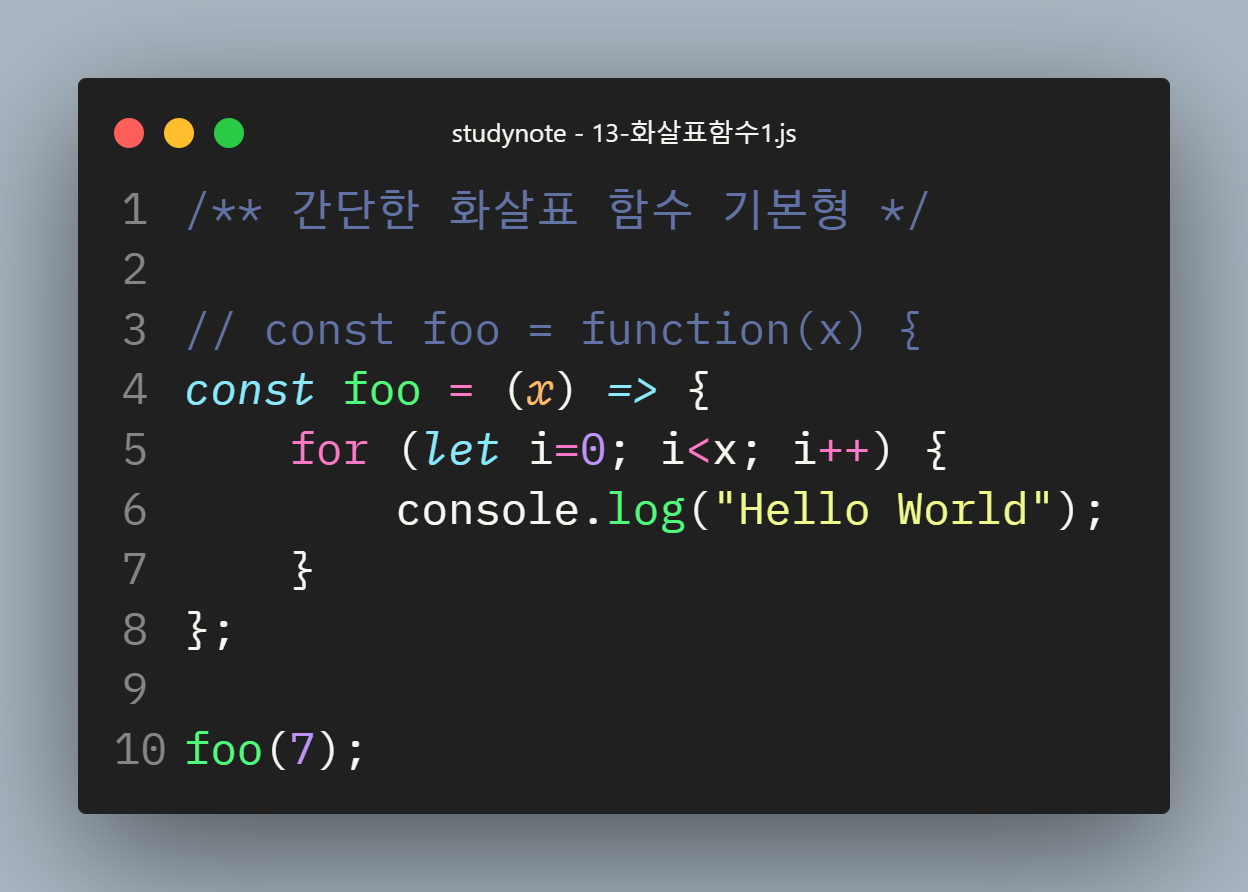 studynote - 13-화살표함수1.js
1 /** 간단한 화살표 함수 기본형 */
2
3 // const foo = function(x) {
4 const foo = (x) => {
5     for (let i=0; i<x; i++) {
6         console.log("Hello World");
7     }
8 };
9
10 foo(7);